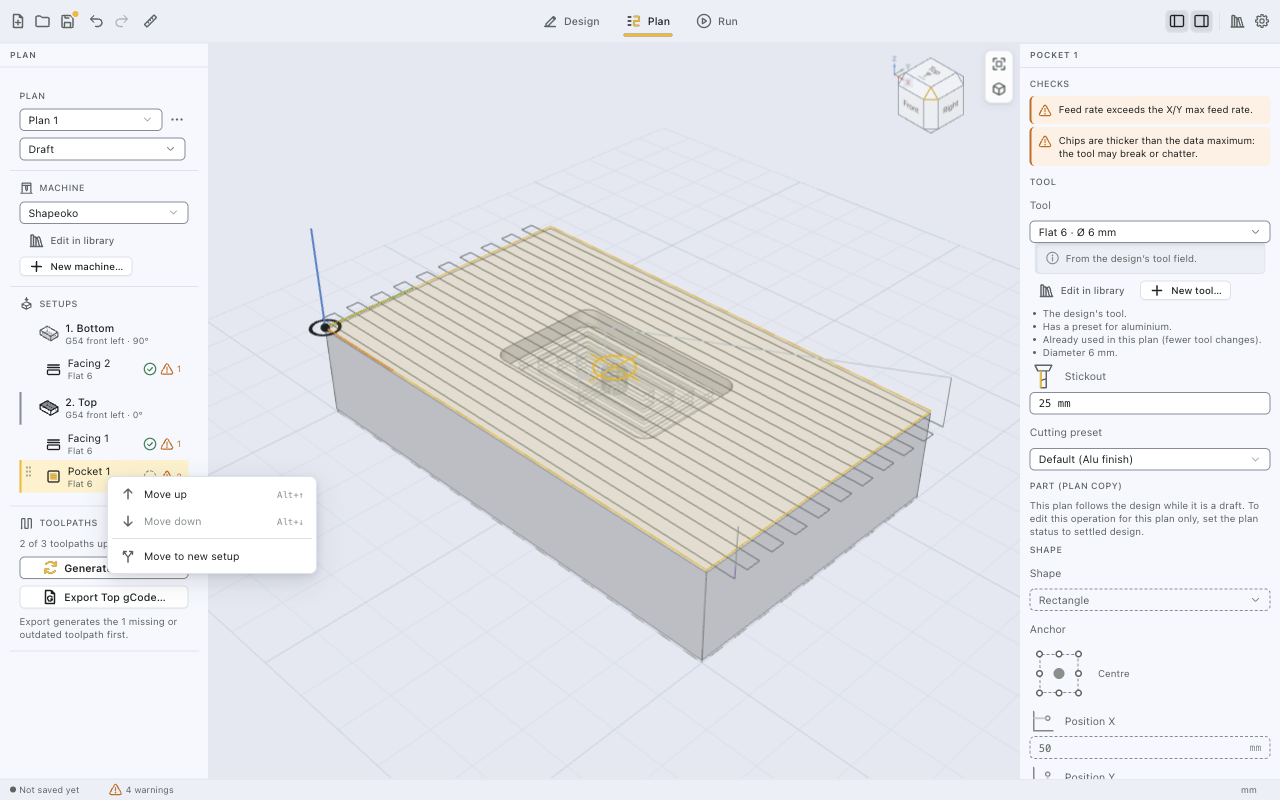 Design
Plan
Run
PLAN
PLAN
Plan 1
Draft
MACHINE
Shapeoko
Edit in library
New machine...
SETUPS
1. Bottom
G54 front left · 90°
Facing 2
Flat 6
1
2. Top
G54 front left · 0°
Facing 1
Flat 6
1
Pocket 1
Flat 6
Move up
Alt+↑
Move down
Alt+↓
Move to new setup
TOOLPATHS
2 of 3 toolpaths up
Generat
Export Top gCode...
Export generates the 1 missing or
outdated toolpath first.
Z
Y
X
Front
Right
POCKET 1
CHECKS
Feed rate exceeds the X/Y max feed rate.
Chips are thicker than the data maximum:
the tool may break or chatter.
TOOL
Tool
Flat 6 · Ø 6 mm
From the design's tool field.
Edit in library
New tool...
• The design's tool.
• Has a preset for aluminium.
• Already used in this plan (fewer tool changes).
• Diameter 6 mm.
Stickout
25 mm
Cutting preset
Default (Alu finish)
PART (PLAN COPY)
This plan follows the design while it is a draft. To
edit this operation for this plan only, set the plan
status to settled design.
SHAPE
Shape
Rectangle
Anchor
Centre
Position X
50 mm
Position Y
Not saved yet
4 warnings
mm